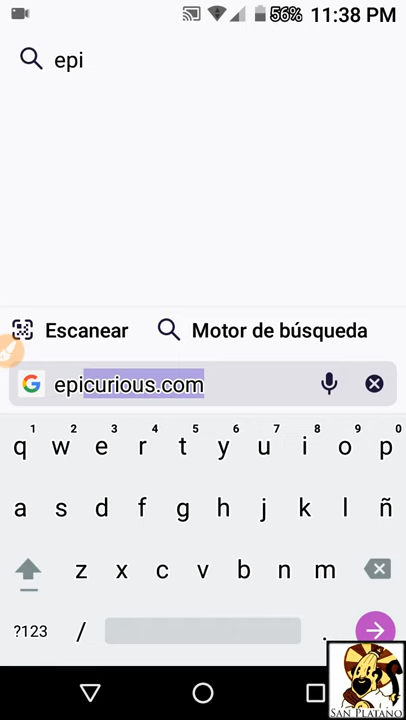 56% 11:38 PM
epi
Escanear Motor de búsqueda
epicurious.com
1 2 3 4 5 6 7 8 9 0
q w e r t y u i o p
a s d f g h j k l ñ
z x c v b n m
?123 / .
SAN PLATANO